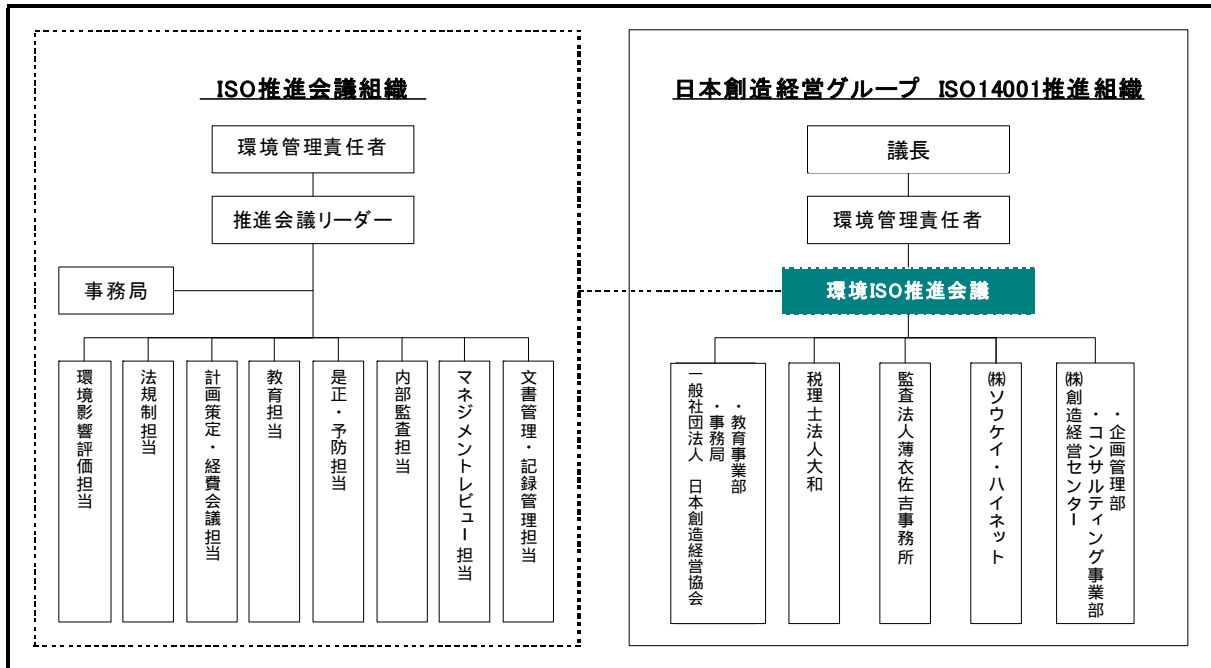 ISO推進会議組織
環境管理責任者
推進会議リーダー
事務局
環境影響評価担当
法規制担当
計画策定・経費会議担当
教育担当
是正・予防担当
内部監査担当
マネジメントレビュー担当
文書管理・記録管理担当
日本創造経営グループ ISO14001推進組織
議長
環境管理責任者
環境ISO推進会議
・教育事業部
・事務局
一般社団法人 日本創造経営協会
税理士法人大和
監査法人薄衣佐吉事務所
㈱ソウケイ・ハイネット
・企画管理部
・コンサルティング事業部
㈱創造経営センター